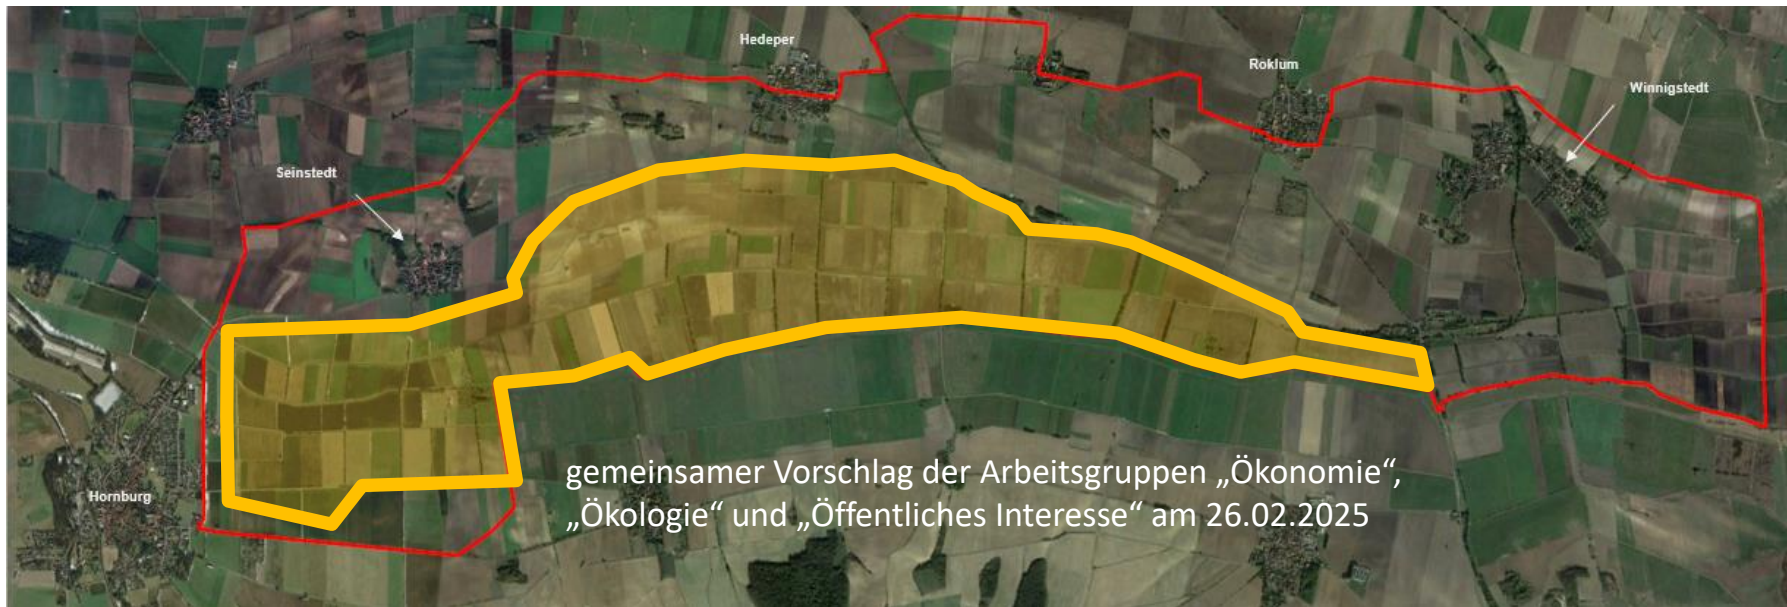 Hedeper
Roklum
Winnigstedt
Seinstedt
Hornburg
gemeinsamer Vorschlag der Arbeitsgruppen „Ökonomie“,
„Ökologie“ und „Öffentliches Interesse“ am 26.02.2025